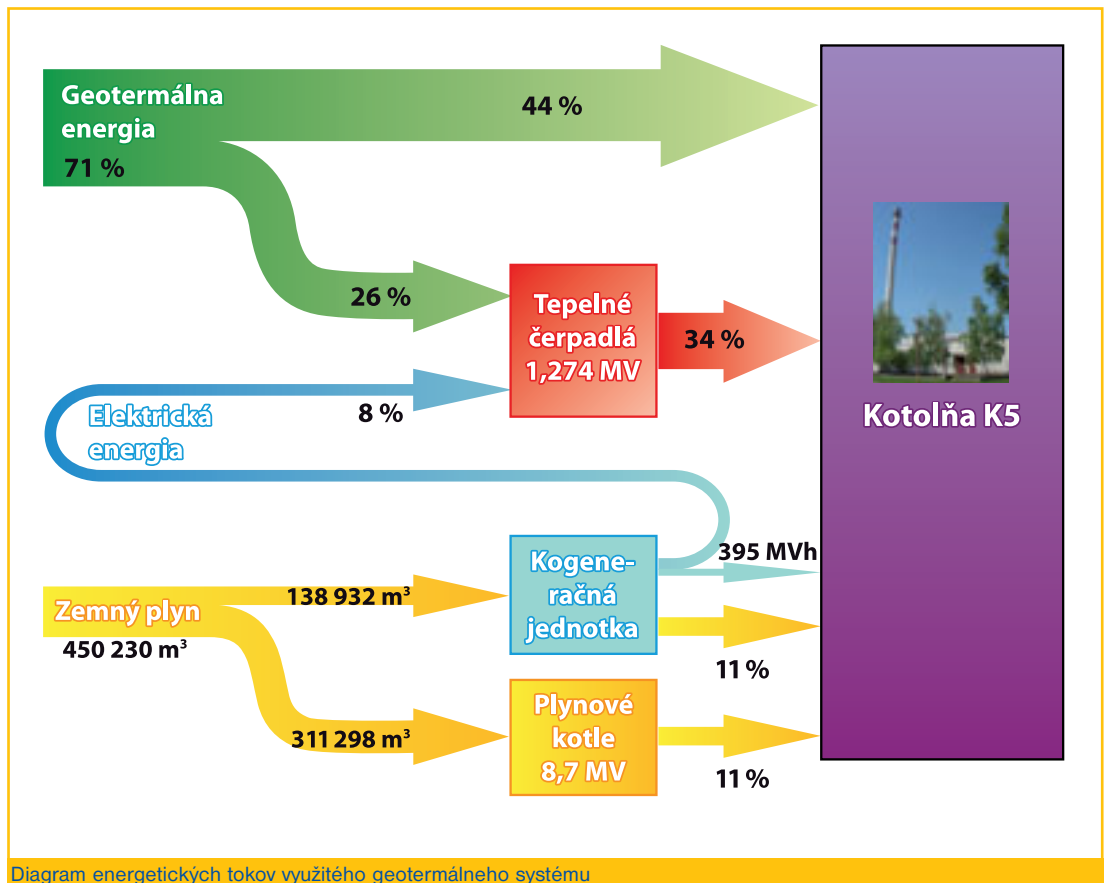 Geotermálna
energia
71 %
44 %
26 %
Tepelné
čerpadlá
1,274 MV
34 %
Kotolňa K5
Elektrická
energia
8 %
395 MVh
Kogene-
račná
jednotka
Zemný plyn
450 230 m³
138 932 m³
11 %
311 298 m³
Plynové
kotle
8,7 MV
11 %
Diagram energetických tokov využitého geotermálneho systému